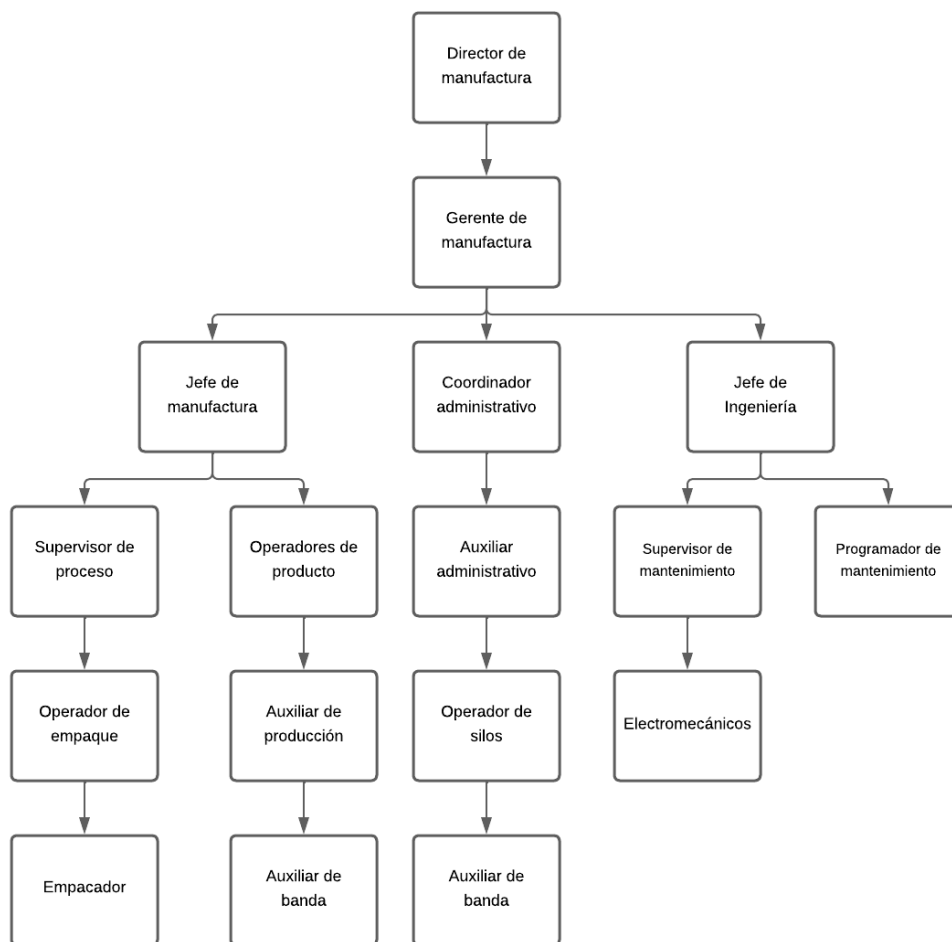 Director de
manufactura
Gerente de
manufactura
Jefe de
manufactura
Coordinador
administrativo
Jefe de
Ingeniería
Supervisor de
proceso
Operadores de
producto
Auxiliar
administrativo
Supervisor de
mantenimiento
Programador de
mantenimiento
Operador de
empaque
Auxiliar de
producción
Operador de
silos
Electromecánicos
Empacador
Auxiliar de
banda
Auxiliar de
banda